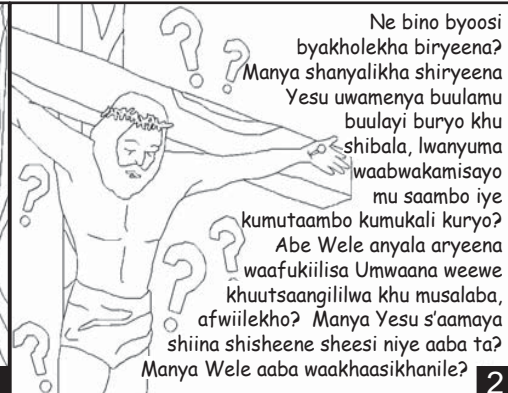 Ne bino byoosi
byakholekha biryeena?
Manya shanyalikha shiryeena
Yesu uwamenya buulamu
buulayi buryo khu
shibala, lwanyuma
waabwakamisayo
mu saambo iye
kumutaambo kumukali kuryo?
Abe Wele anyala aryeena
waafukiilisa Umwaana weewe
khuutsaangililwa khu musalaba,
afwiilekho? Manya Yesu s'aamaya
shiina shisheene sheesi niye aaba ta?
Manya Wele aaba waakhaasikhanile?
2